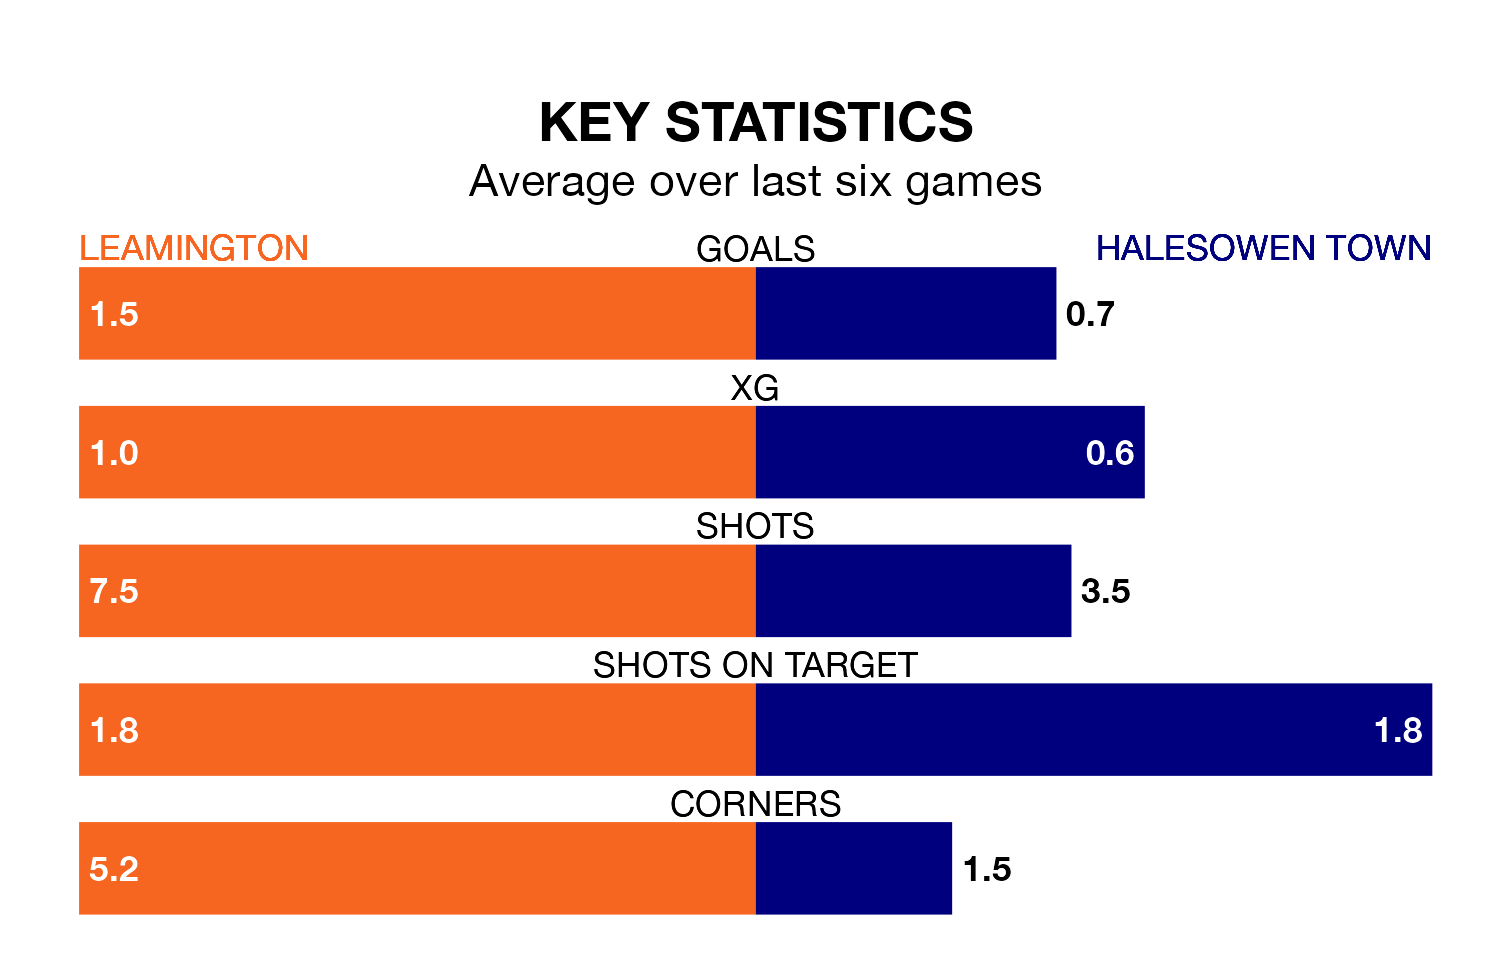 KEY STATISTICS
Average over last six games
LEAMINGTON GOALS HALESOWEN TOWN
1.5 0.7
XG
1.0 0.6
SHOTS
7.5 3.5
SHOTS ON TARGET
1.8 1.8
CORNERS
5.2 1.5